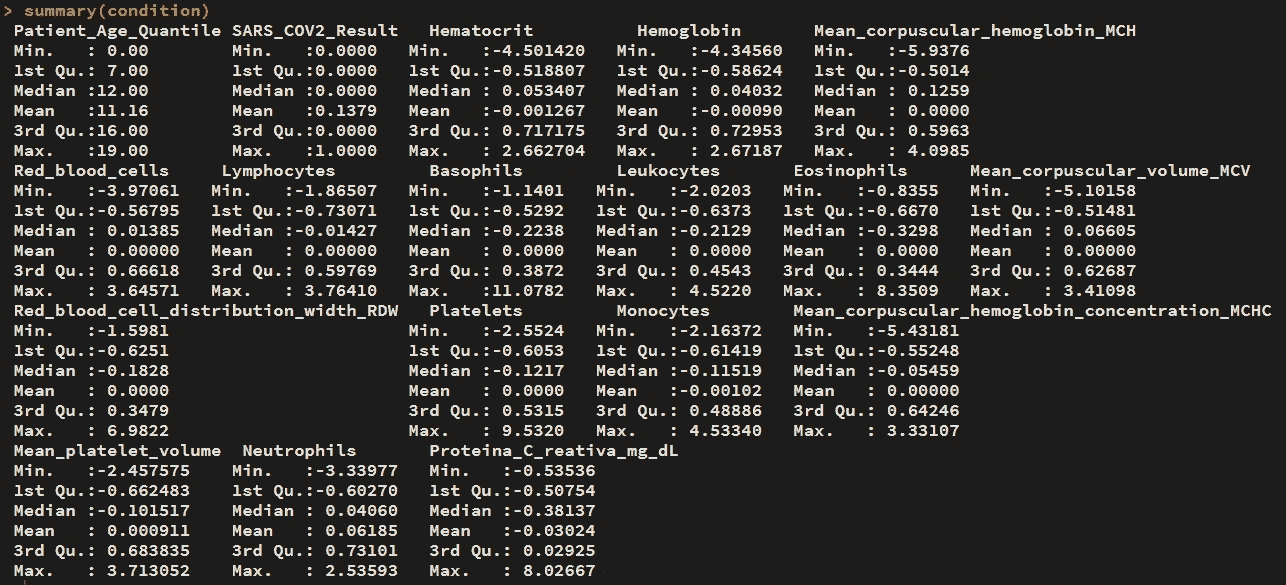 > summary(condition)
Patient_Age_Quantile SARS_COV2_Result   Hematocrit          Hemoglobin       Mean_corpuscular_hemoglobin_MCH
Min.   : 0.00        Min.   :0.0000   Min.   :-4.501420   Min.   :-4.34560   Min.   :-5.9376
1st Qu.: 7.00        1st Qu.:0.0000   1st Qu.:-0.518807   1st Qu.:-0.58624   1st Qu.:-0.5014
Median :12.00        Median :0.0000   Median : 0.053407   Median : 0.04032   Median : 0.1259
Mean   :11.16        Mean   :0.1379   Mean   :-0.001267   Mean   :-0.00090   Mean   : 0.0000
3rd Qu.:16.00        3rd Qu.:0.0000   3rd Qu.: 0.717175   3rd Qu.: 0.72953   3rd Qu.: 0.5963
Max.   :19.00        Max.   :1.0000   Max.   : 2.662704   Max.   : 2.67187   Max.   : 4.0985
Red_blood_cells     Lymphocytes         Basophils         Leukocytes       Eosinophils      Mean_corpuscular_volume_MCV
Min.   :-3.97061   Min.   :-1.86507   Min.   :-1.1401   Min.   :-2.0203   Min.   :-0.8355   Min.   :-5.10158
1st Qu.:-0.56795   1st Qu.:-0.73071   1st Qu.:-0.5292   1st Qu.:-0.6373   1st Qu.:-0.6670   1st Qu.:-0.51481
Median : 0.01385   Median :-0.01427   Median :-0.2238   Median :-0.2129   Median :-0.3298   Median : 0.06605
Mean   : 0.00000   Mean   : 0.00000   Mean   : 0.0000   Mean   : 0.0000   Mean   : 0.0000   Mean   : 0.00000
3rd Qu.: 0.66618   3rd Qu.: 0.59769   3rd Qu.: 0.3872   3rd Qu.: 0.4543   3rd Qu.: 0.3444   3rd Qu.: 0.62687
Max.   : 3.64571   Max.   : 3.76410   Max.   :11.0782   Max.   : 4.5220   Max.   : 8.3509   Max.   : 3.41098
Red_blood_cell_distribution_width_RDW   Platelets         Monocytes        Mean_corpuscular_hemoglobin_concentration_MCHC
Min.   :-1.5981                       Min.   :-2.5524   Min.   :-2.16372   Min.   :-5.43181
1st Qu.:-0.6251                       1st Qu.:-0.6053   1st Qu.:-0.61419   1st Qu.:-0.55248
Median :-0.1828                       Median :-0.1217   Median :-0.11519   Median :-0.05459
Mean   : 0.0000                       Mean   : 0.0000   Mean   :-0.00102   Mean   : 0.00000
3rd Qu.: 0.3479                       3rd Qu.: 0.5315   3rd Qu.: 0.48886   3rd Qu.: 0.64246
Max.   : 6.9822                       Max.   : 9.5320   Max.   : 4.53340   Max.   : 3.33107
Mean_platelet_volume  Neutrophils       Proteina_C_reativa_mg_dL
Min.   :-2.457575    Min.   :-3.33977   Min.   :-0.53536
1st Qu.:-0.662483    1st Qu.:-0.60270   1st Qu.:-0.50754
Median :-0.101517    Median : 0.04060   Median :-0.38137
Mean   : 0.000911    Mean   : 0.06185   Mean   :-0.03024
3rd Qu.: 0.683835    3rd Qu.: 0.73101   3rd Qu.: 0.02925
Max.   : 3.713052    Max.   : 2.53593   Max.   : 8.02667